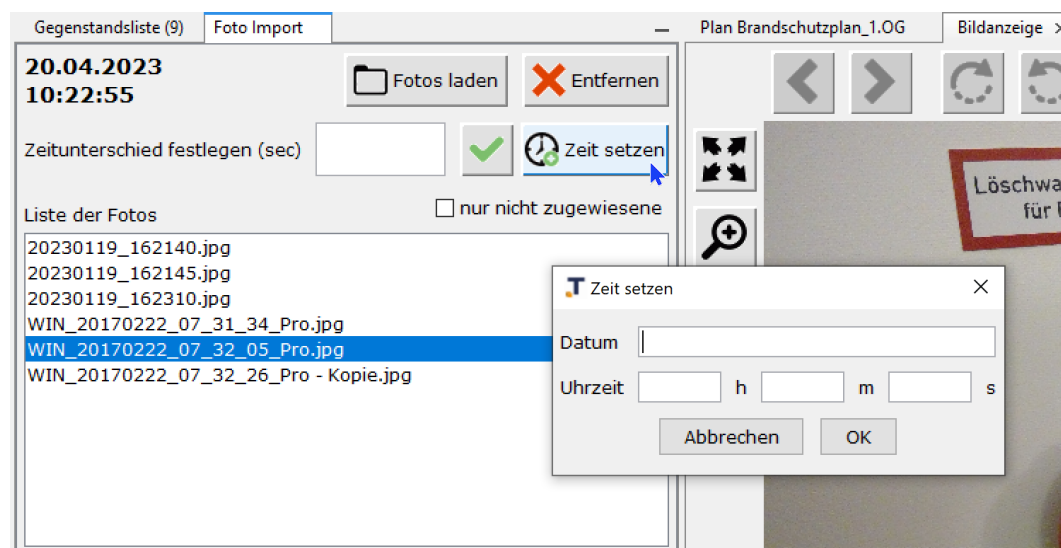 Gegenstandsliste (9)
Foto Import
Plan Brandschutzplan_1.OG
Bildanzeige
20.04.2023
10:22:55
Fotos laden
Entfernen
Zeitunterschied festlegen (sec)
Zeit setzen
Liste der Fotos
nur nicht zugewiesene
20230119_162140.jpg
20230119_162145.jpg
20230119_162310.jpg
WIN_20170222_07_31_34_Pro.jpg
WIN_20170222_07_32_05_Pro.jpg
WIN_20170222_07_32_26_Pro - Kopie.jpg
Löschwa
für
Zeit setzen
Datum
Uhrzeit h m s
Abbrechen
OK